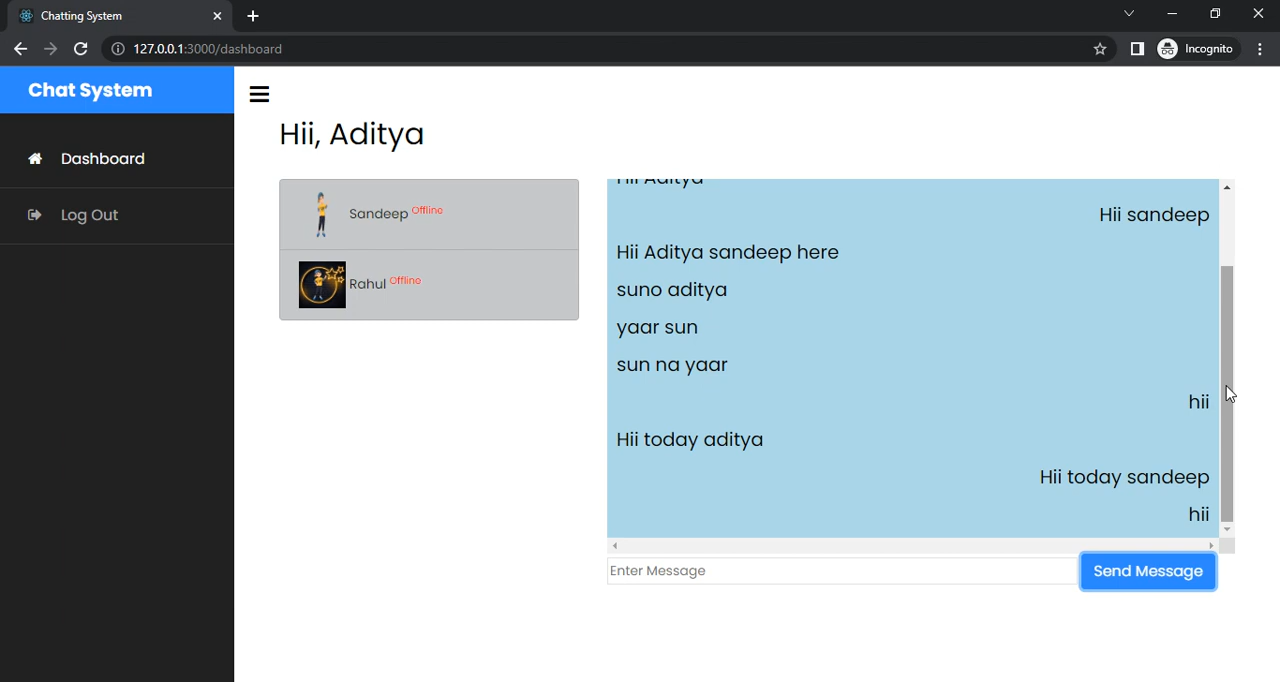 Chatting System
127.0.0.1:3000/dashboard
Incognito
Chat System
Dashboard
Log Out
Hii, Aditya
Sandeep Offline
Rahul Offline
Hii Aditya
Hii sandeep
Hii Aditya sandeep here
suno aditya
yaar sun
sun na yaar
hii
Hii today aditya
Hii today sandeep
hii
Enter Message
Send Message